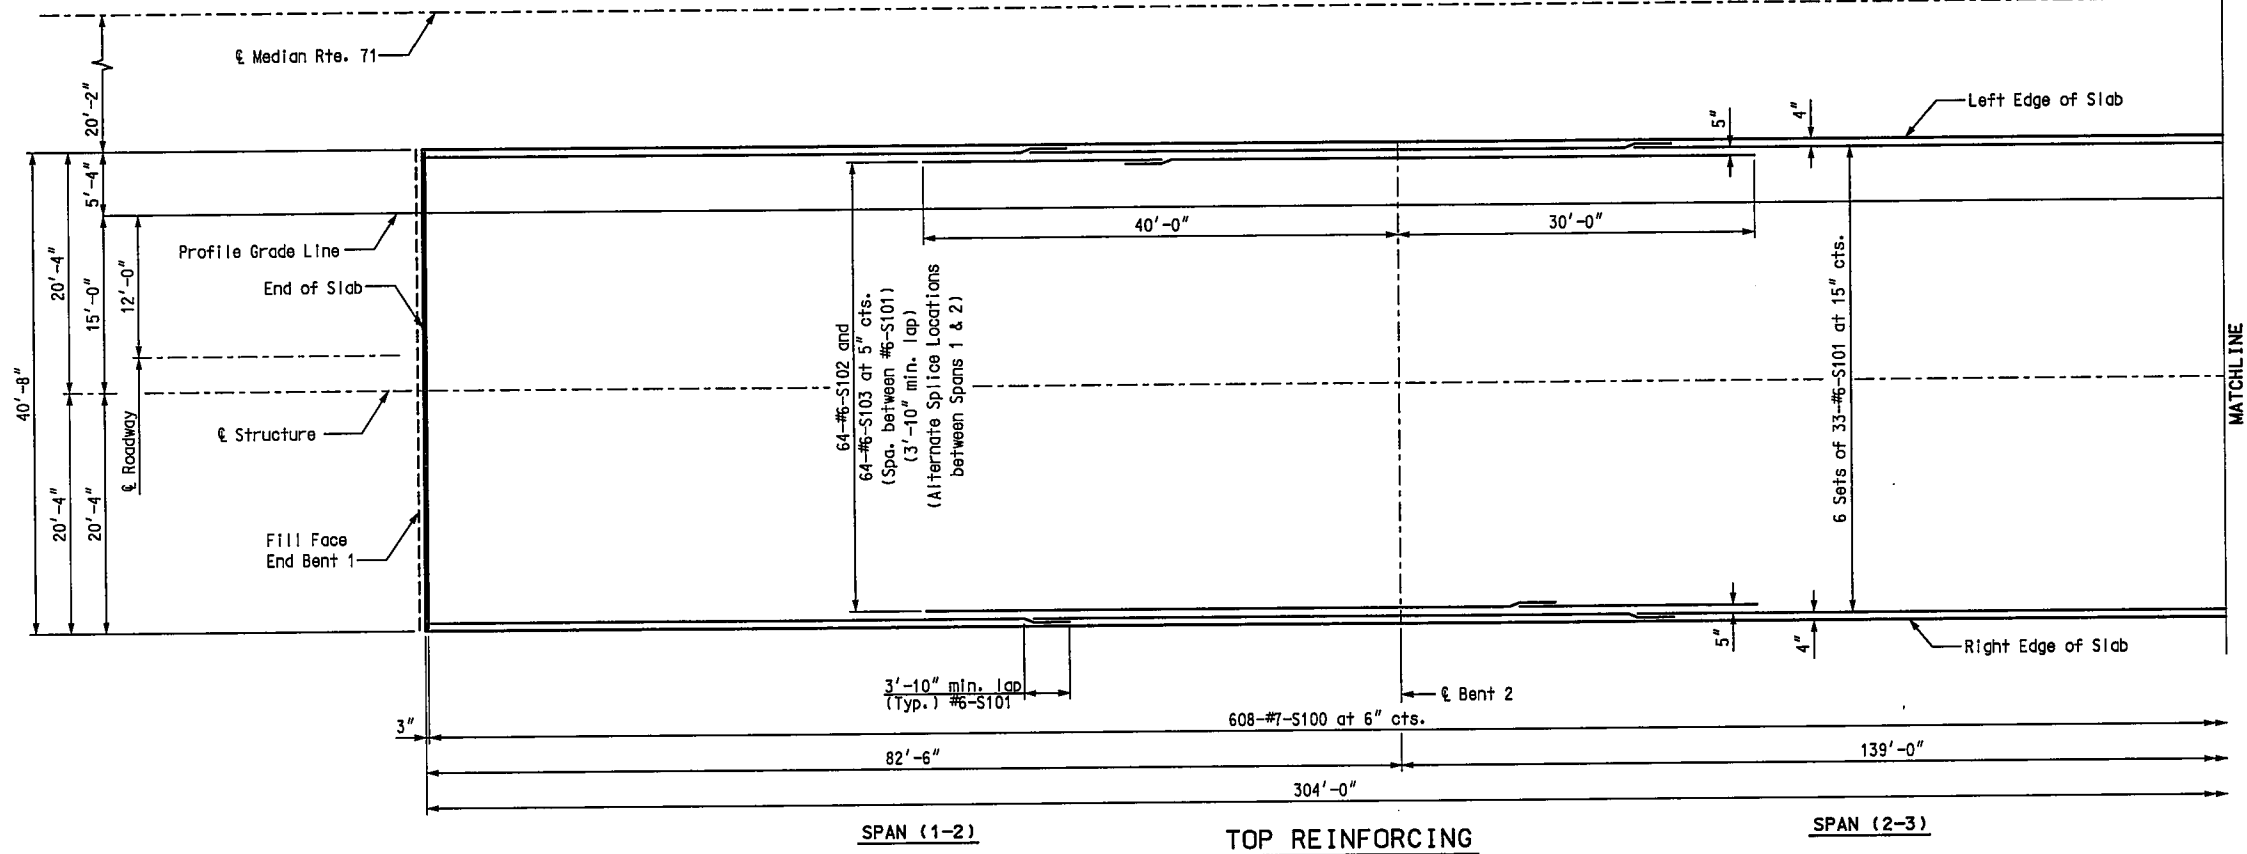 ℄ Median Rte. 71
20'-2"
5'-4"
20'-4"
15'-0"
12'-0"
40'-8"
20'-4"
20'-4"
Profile Grade Line
End of Slab
℄ Roadway
℄ Structure
Fill Face
End Bent 1
64-#6-S102 and
64-#6-S103 at 5" cts.
(Spa. between #6-S101)
(3'-10" min. lap)
(Alternate Splice Locations
between Spans 1 & 2)
40'-0"
30'-0"
5"
4"
Left Edge of Slab
6 Sets of 33-#6-S101 at 15" cts.
MATCHLINE
5"
4"
Right Edge of Slab
3'-10" min. lap
(Typ.) #6-S101
℄ Bent 2
3"
608-#7-S100 at 6" cts.
82'-6"
139'-0"
304'-0"
SPAN (1-2)
TOP REINFORCING
SPAN (2-3)